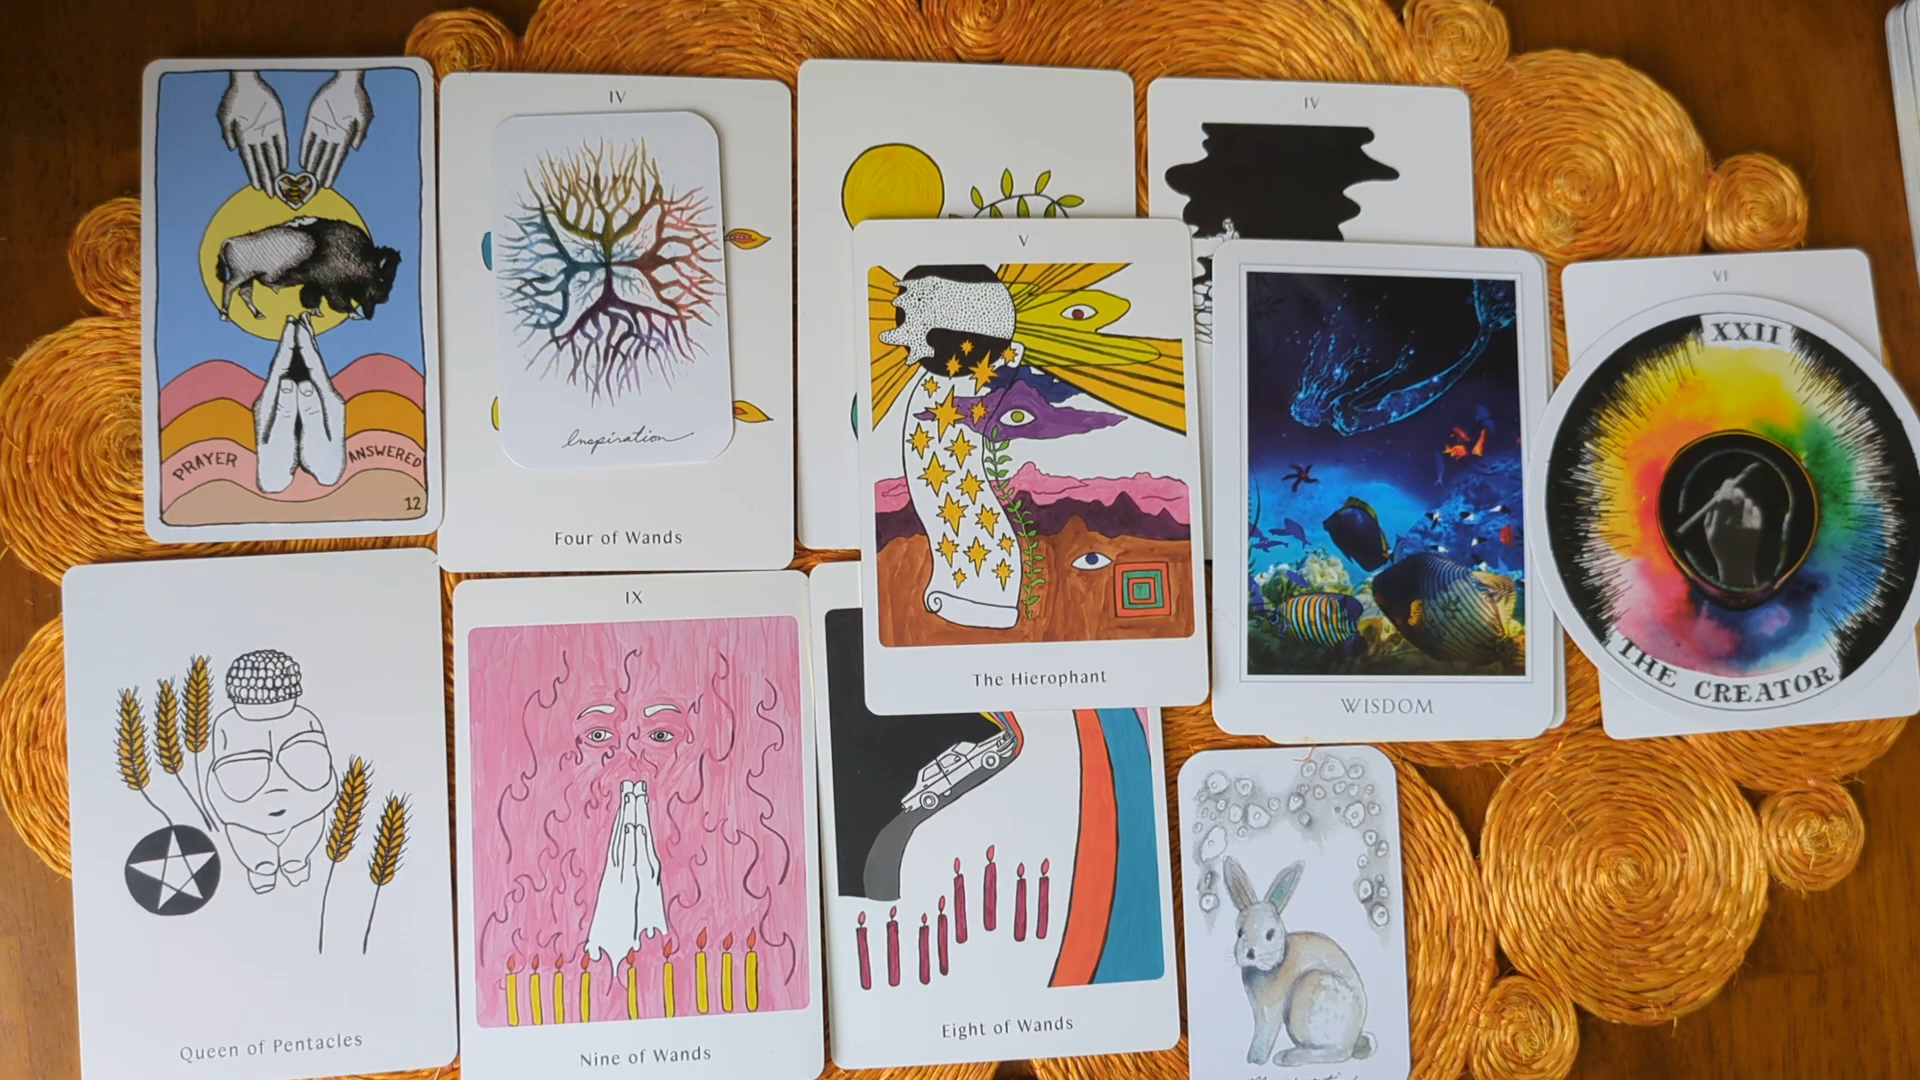 PRAYER ANSWERED
12
IV
Inspiration
Four of Wands
IV
V
The Hierophant
WISDOM
VI
XXII
THE CREATOR
Queen of Pentacles
IX
Nine of Wands
Eight of Wands